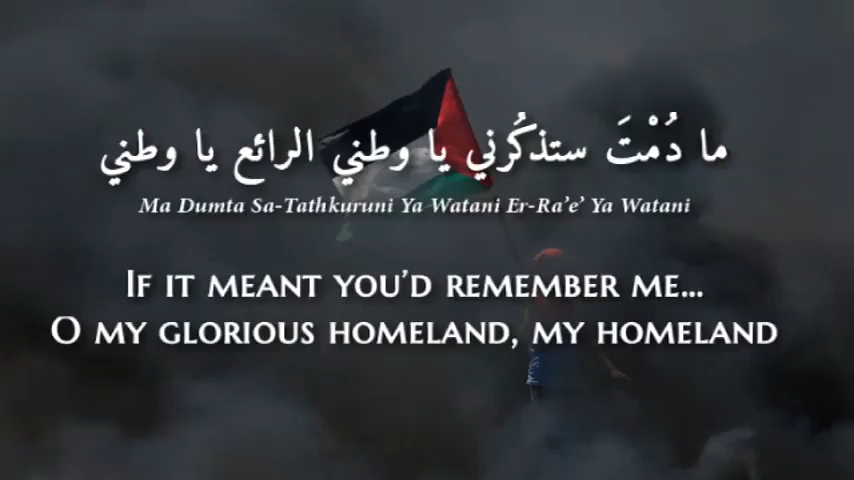 ما دُمْتَ ستذكُرني يا وطني الرائع يا وطني
Ma Dumta Sa-Tathkuruni Ya Watani Er-Ra'e' Ya Watani
If it meant you'd remember me...
O my glorious homeland, my homeland